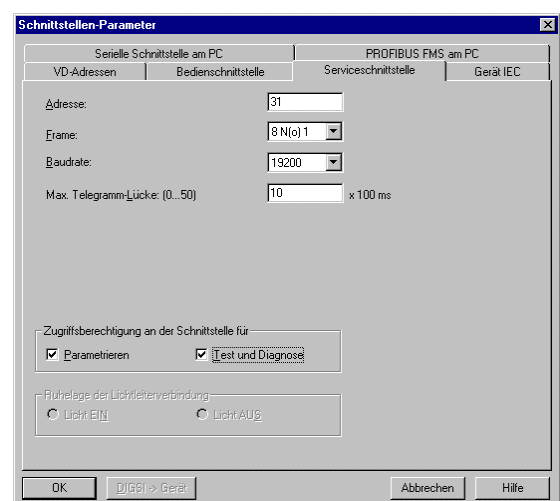 Schnittstellen-Parameter
Serielle Schnittstelle am PC PROFIBUS FMS am PC
VD-Adressen Bedienschnittstelle Serviceschnittstelle Gerät IEC
Adresse: 31
Frame: 8 N(o) 1
Baudrate: 19200
Max. Telegramm-Lücke: (0...50) 10 x 100 ms
Zugriffsberechtigung an der Schnittstelle für
Parametrieren Test und Diagnose
Ruhelage der Lichtleiterverbindung
Licht EIN Licht AUS
OK DIGSI -> Gerät Abbrechen Hilfe